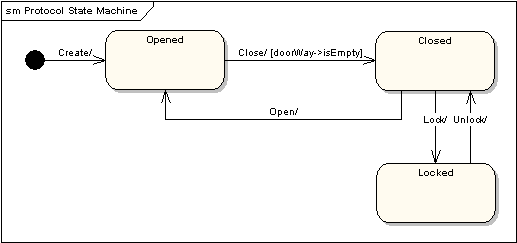 sm Protocol State Machine
Opened
Closed
Create/
Close/ [doorWay->isEmpty]
Open/
Lock/
Unlock/
Locked